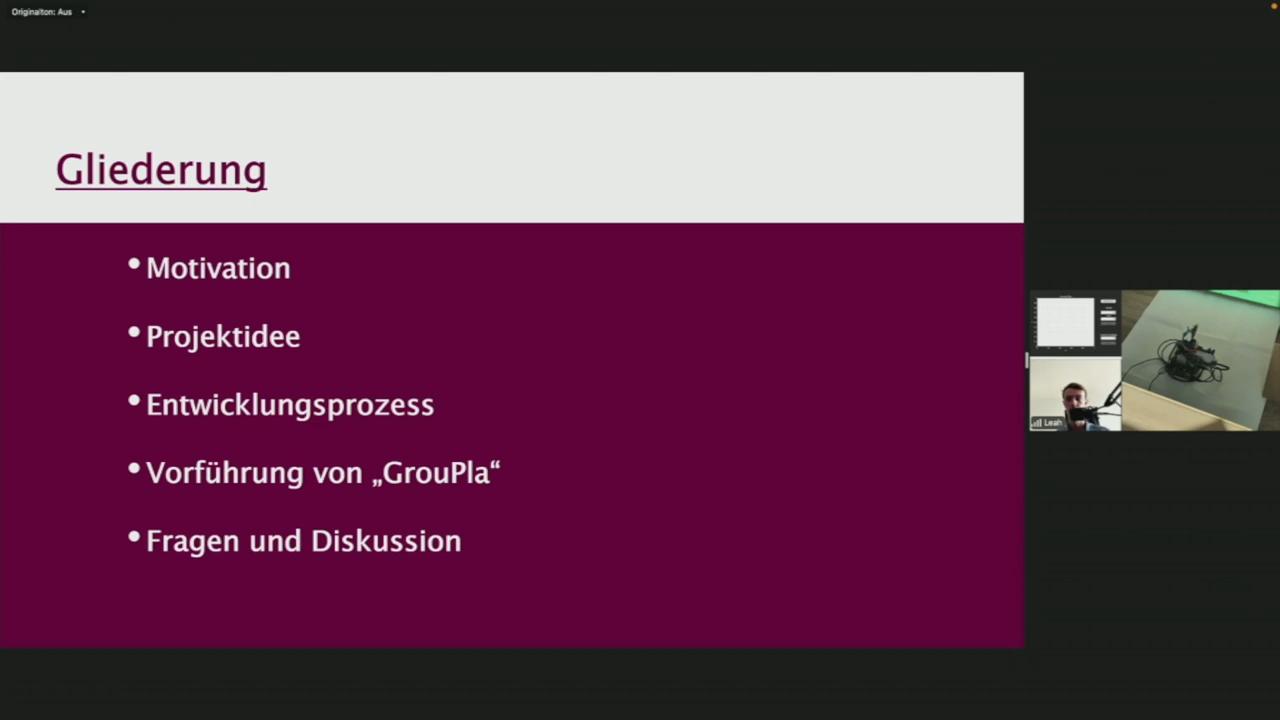 Originalton: Aus
Gliederung
• Motivation
• Projektidee
• Entwicklungsprozess
• Vorführung von „GrouPla“
• Fragen und Diskussion
Leah